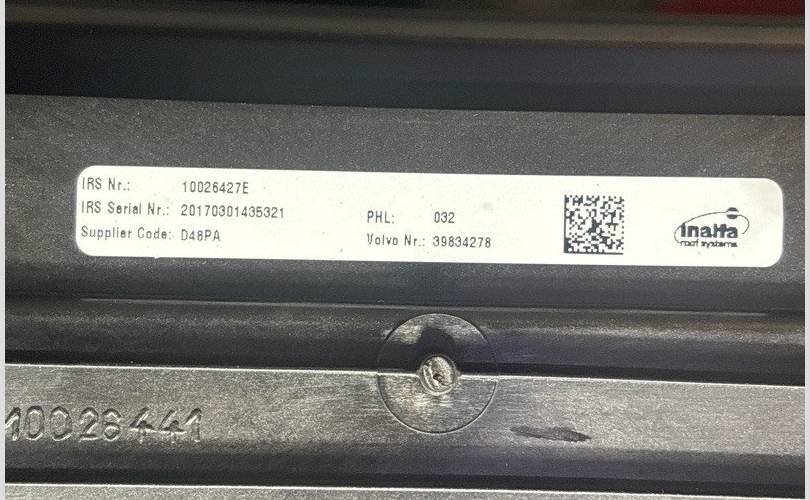 IRS Nr.: 10026427E
IRS Serial Nr.: 20170301435321 PHL: 032
Supplier Code: D48PA Volvo Nr.: 39834278
inalfa
roof systems
10026441